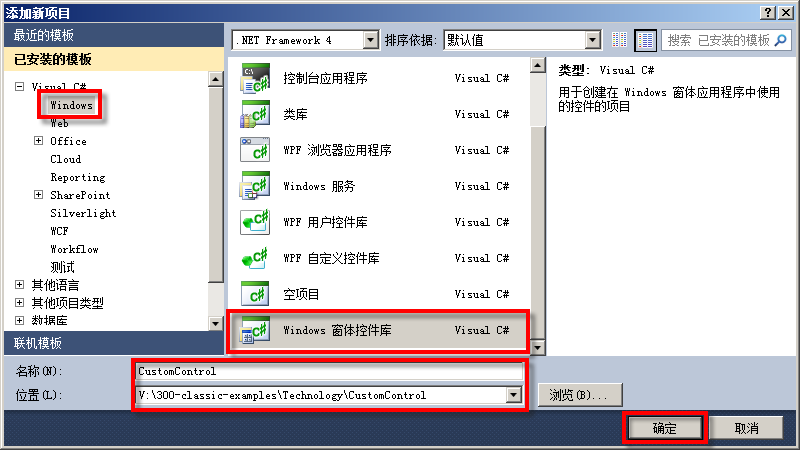 添加新项目
最近的模板
已安装的模板
Visual C#
Windows
Web
Office
Cloud
Reporting
SharePoint
Silverlight
WCF
Workflow
测试
其他语言
其他项目类型
数据库
联机模板
.NET Framework 4
排序依据:
默认值
搜索 已安装的模板
控制台应用程序 Visual C#
类库 Visual C#
WPF 浏览器应用程序 Visual C#
Windows 服务 Visual C#
WPF 用户控件库 Visual C#
WPF 自定义控件库 Visual C#
空项目 Visual C#
Windows 窗体控件库 Visual C#
类型: Visual C#
用于创建在 Windows 窗体应用程序中使用
的控件的项目
名称(N): CustomControl
位置(L): V:\300-classic-examples\Technology\CustomControl
浏览(B)...
确定
取消